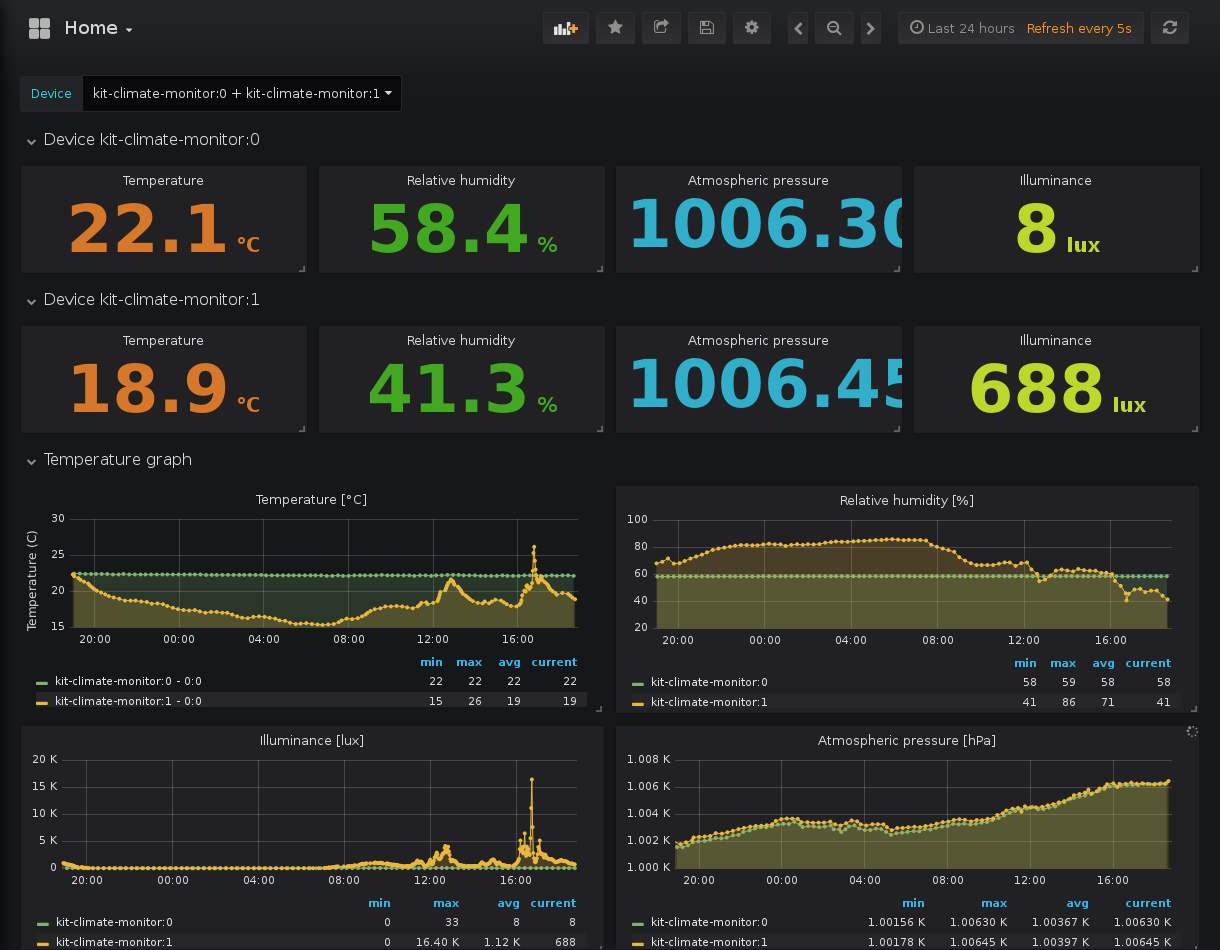 Home
Last 24 hours Refresh every 5s
Device kit-climate-monitor:0 + kit-climate-monitor:1
Device kit-climate-monitor:0
Temperature Relative humidity Atmospheric pressure Illuminance
22.1 °C 58.4 % 1006.30 8 lux
Device kit-climate-monitor:1
Temperature Relative humidity Atmospheric pressure Illuminance
18.9 °C 41.3 % 1006.45 688 lux
Temperature graph
Temperature [°C]
Temperature (C)
30
25
20
15
20:00 00:00 04:00 08:00 12:00 16:00
min max avg current
kit-climate-monitor:0 - 0:0 22 22 22 22
kit-climate-monitor:1 - 0:0 15 26 19 19
Relative humidity [%]
100
80
60
40
20
20:00 00:00 04:00 08:00 12:00 16:00
min max avg current
kit-climate-monitor:0 58 59 58 58
kit-climate-monitor:1 41 86 71 41
Illuminance [lux]
20 K
15 K
10 K
5 K
0
20:00 00:00 04:00 08:00 12:00 16:00
min max avg current
kit-climate-monitor:0 0 33 8 8
kit-climate-monitor:1 0 16.40 K 1.12 K 688
Atmospheric pressure [hPa]
1.008 K
1.006 K
1.004 K
1.002 K
1.000 K
20:00 00:00 04:00 08:00 12:00 16:00
min max avg current
kit-climate-monitor:0 1.00156 K 1.00630 K 1.00367 K 1.00630 K
kit-climate-monitor:1 1.00178 K 1.00645 K 1.00397 K 1.00645 K